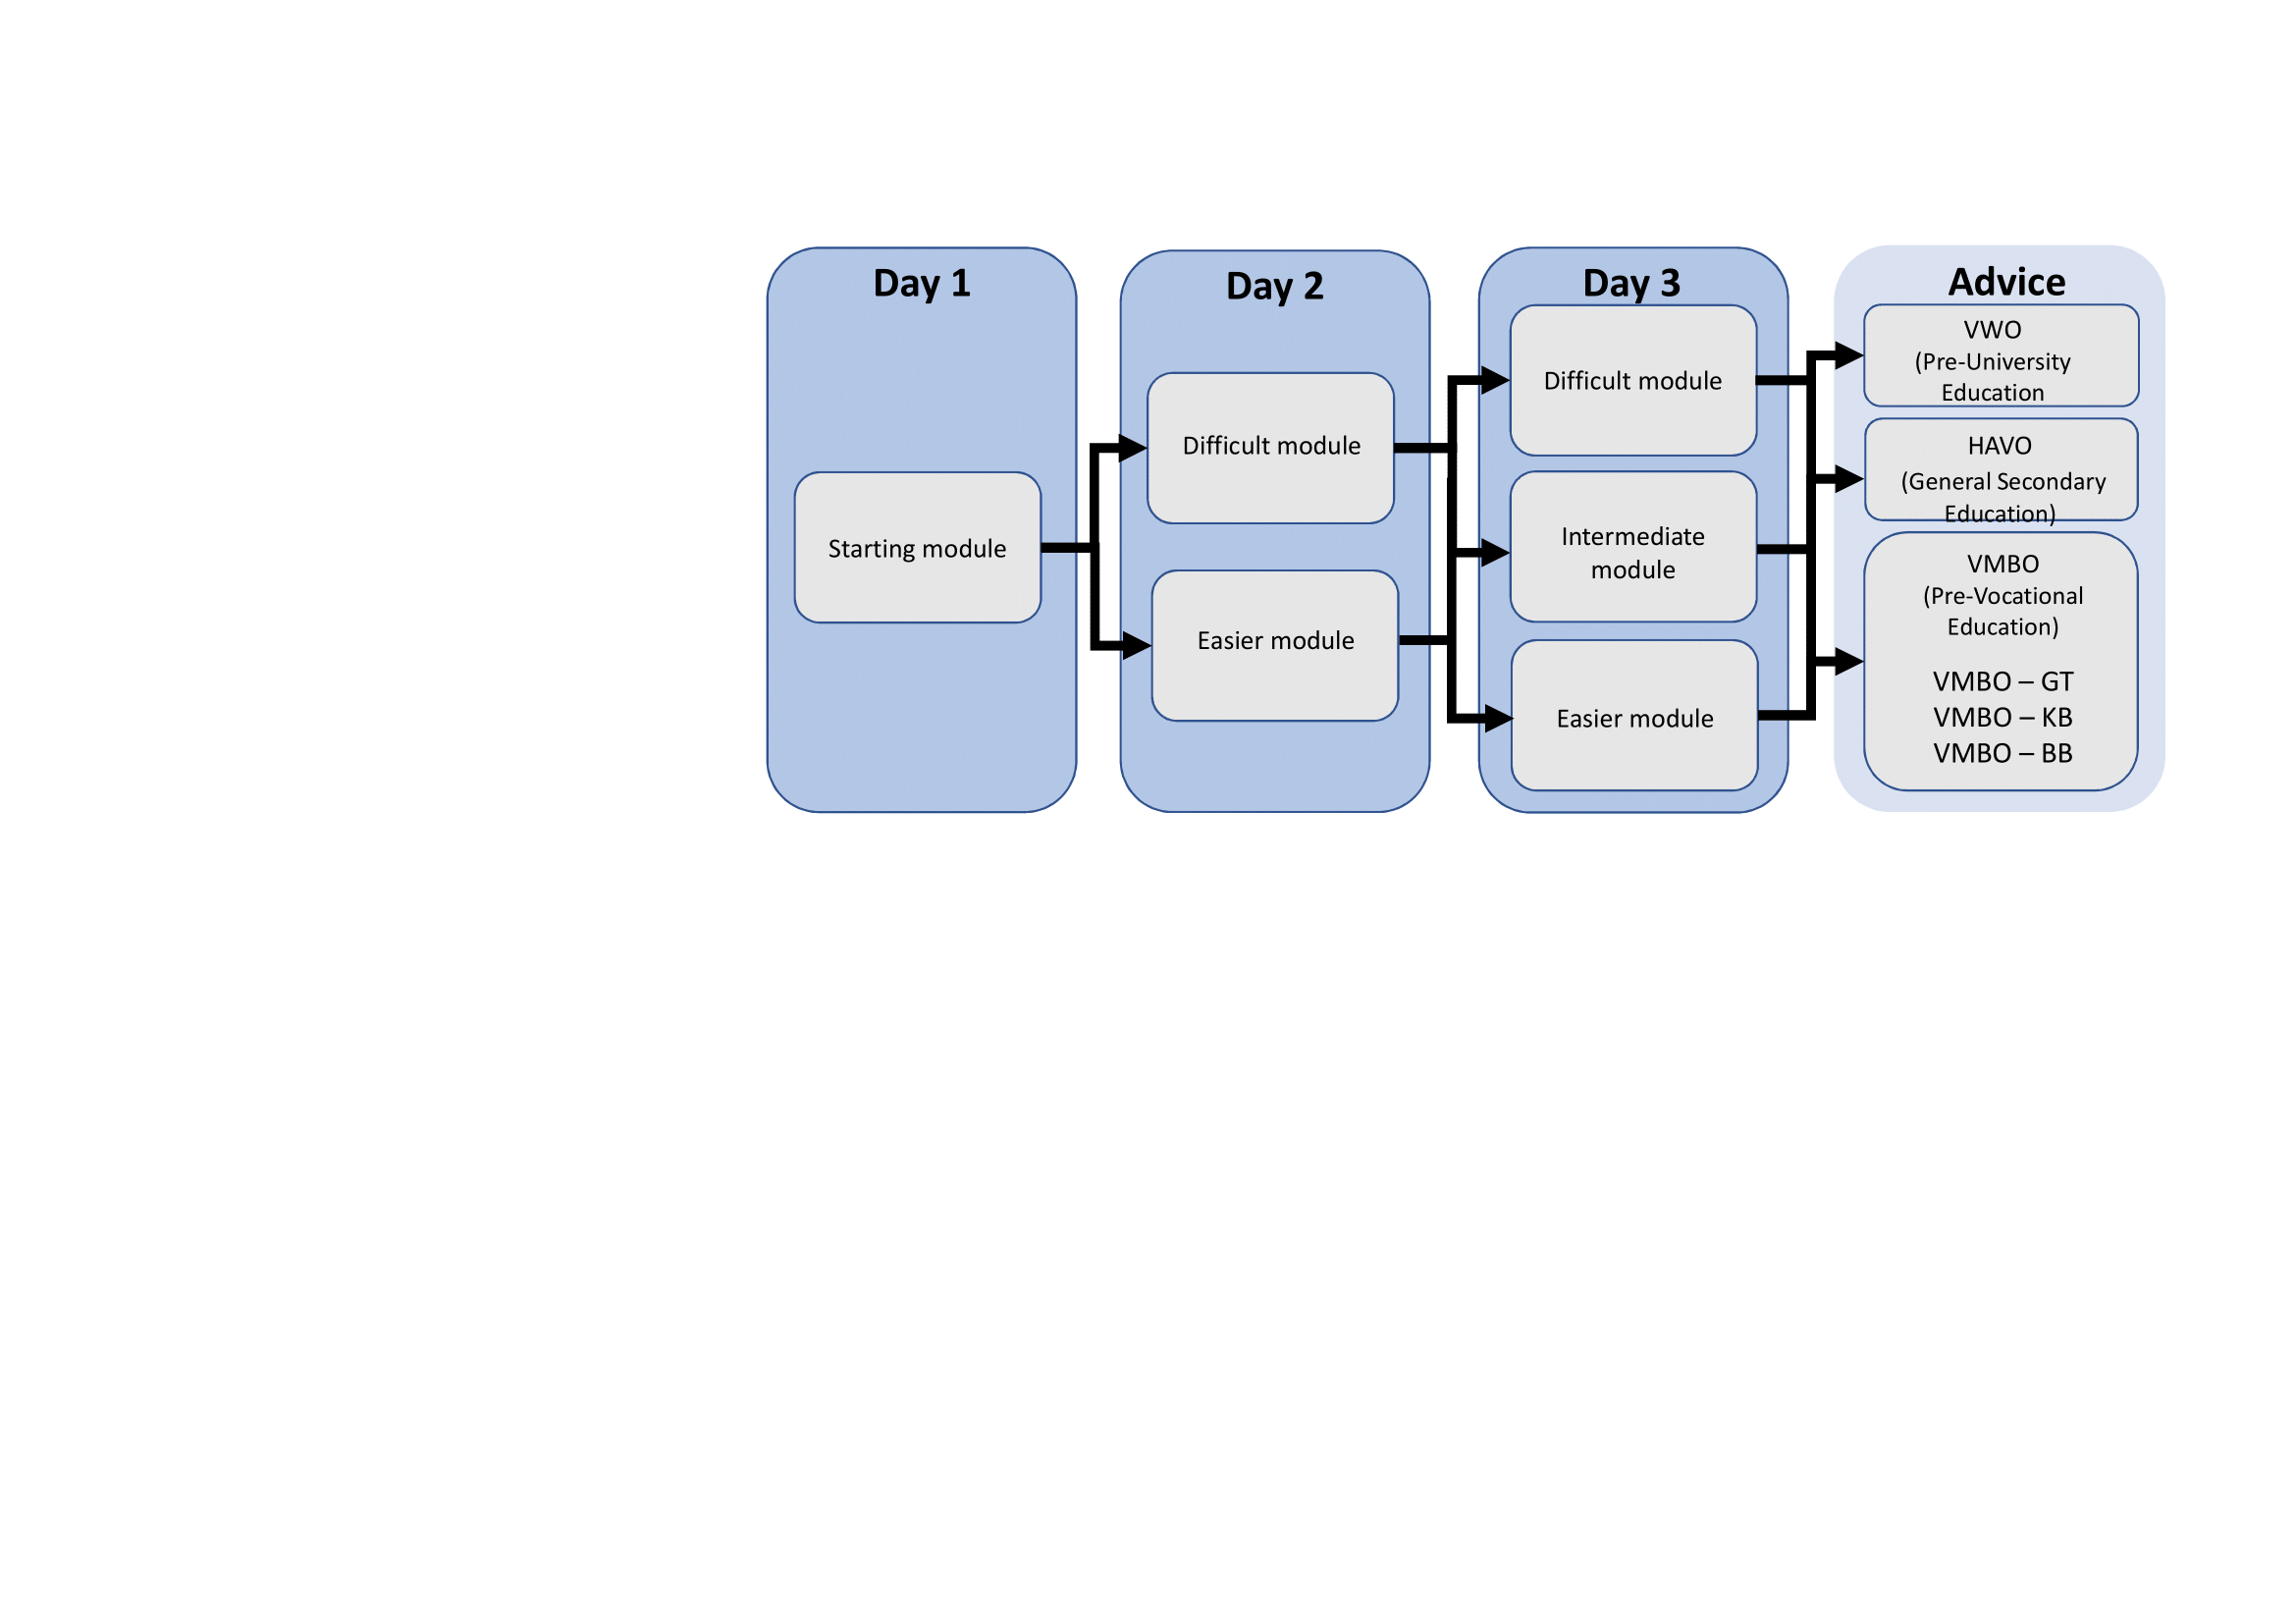 Day 1
Starting module
Day 2
Difficult module
Easier module
Day 3
Difficult module
Intermediate
module
Easier module
Advice
VWO
(Pre-University
Education
HAVO
(General Secondary
Education)
VMBO
(Pre-Vocational
Education)
VMBO – GT
VMBO – KB
VMBO – BB